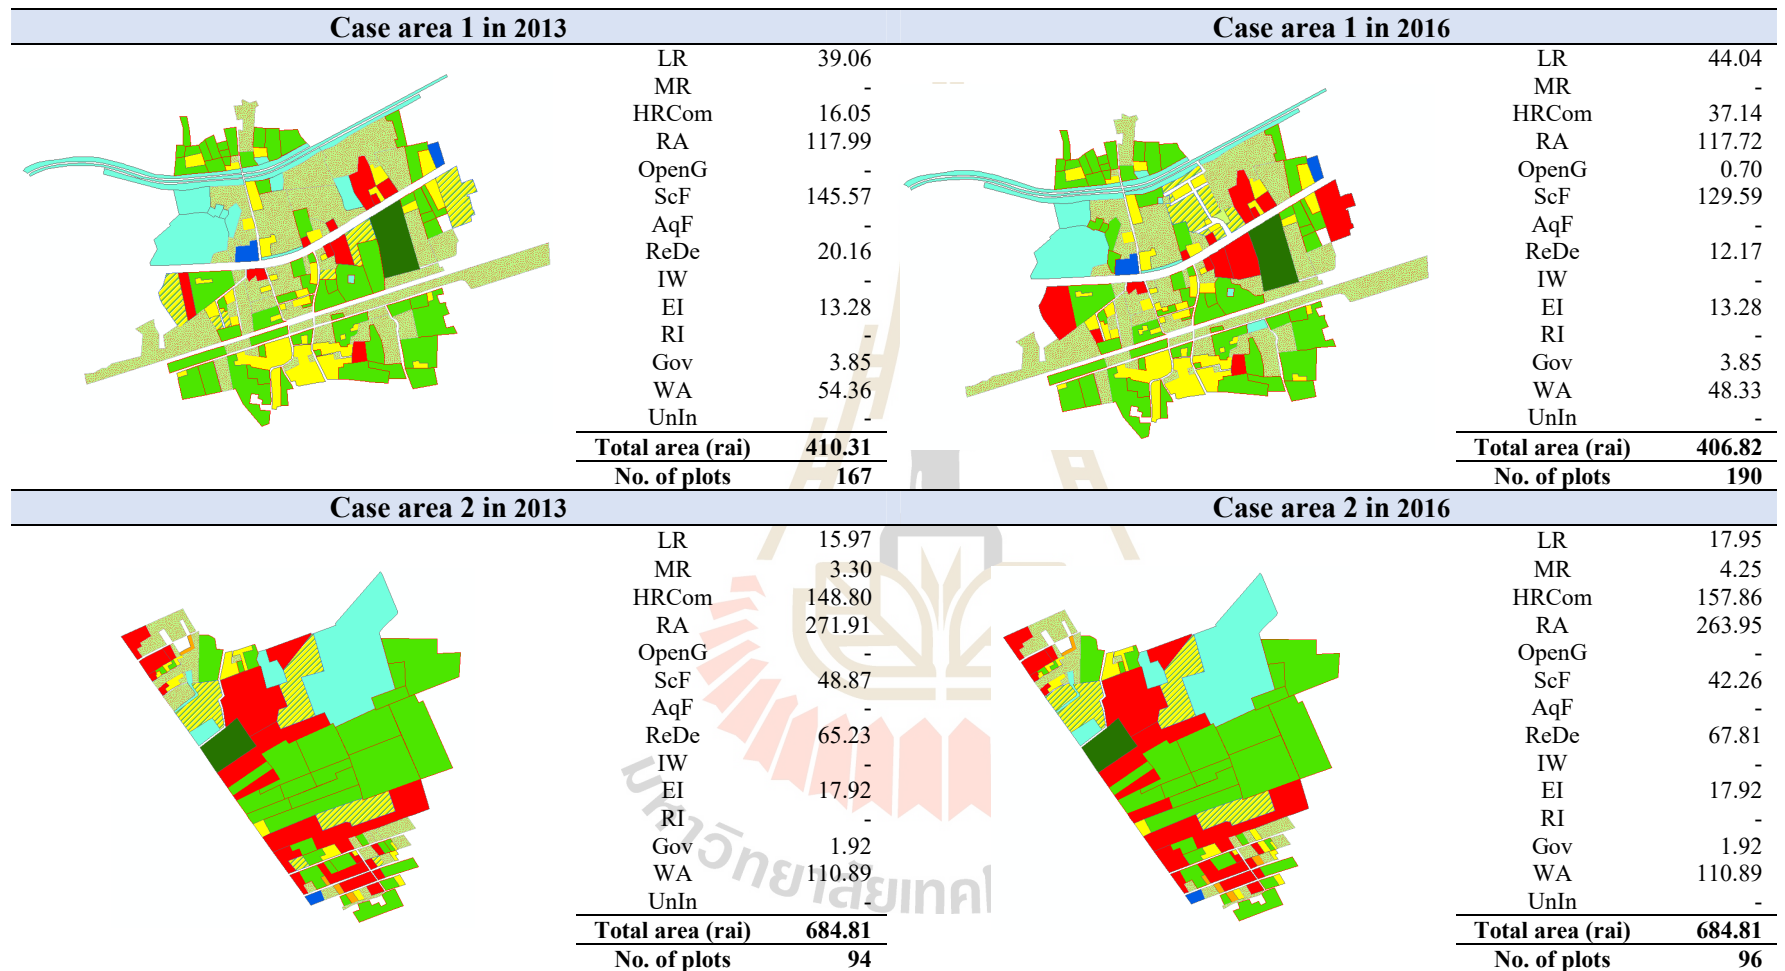 Case area 1 in 2013
LR 39.06
MR -
HRCom 16.05
RA 117.99
OpenG -
ScF 145.57
AqF -
ReDe 20.16
IW -
EI 13.28
RI -
Gov 3.85
WA 54.36
UnIn -
Total area (rai) 410.31
No. of plots 167
Case area 1 in 2016
LR 44.04
MR -
HRCom 37.14
RA 117.72
OpenG 0.70
ScF 129.59
AqF -
ReDe 12.17
IW -
EI 13.28
RI -
Gov 3.85
WA 48.33
UnIn -
Total area (rai) 406.82
No. of plots 190
Case area 2 in 2013
LR 15.97
MR 3.30
HRCom 148.80
RA 271.91
OpenG -
ScF 48.87
AqF -
ReDe 65.23
IW -
EI 17.92
RI -
Gov 1.92
WA 110.89
UnIn -
Total area (rai) 684.81
No. of plots 94
Case area 2 in 2016
LR 17.95
MR 4.25
HRCom 157.86
RA 263.95
OpenG -
ScF 42.26
AqF -
ReDe 67.81
IW -
EI 17.92
RI -
Gov 1.92
WA 110.89
UnIn -
Total area (rai) 684.81
No. of plots 96